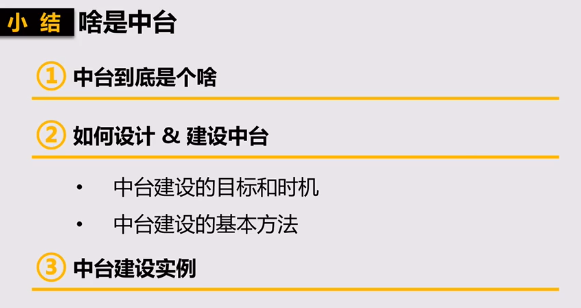 小 结 啥是中台
① 中台到底是个啥
② 如何设计 & 建设中台
• 中台建设的目标和时机
• 中台建设的基本方法
③ 中台建设实例